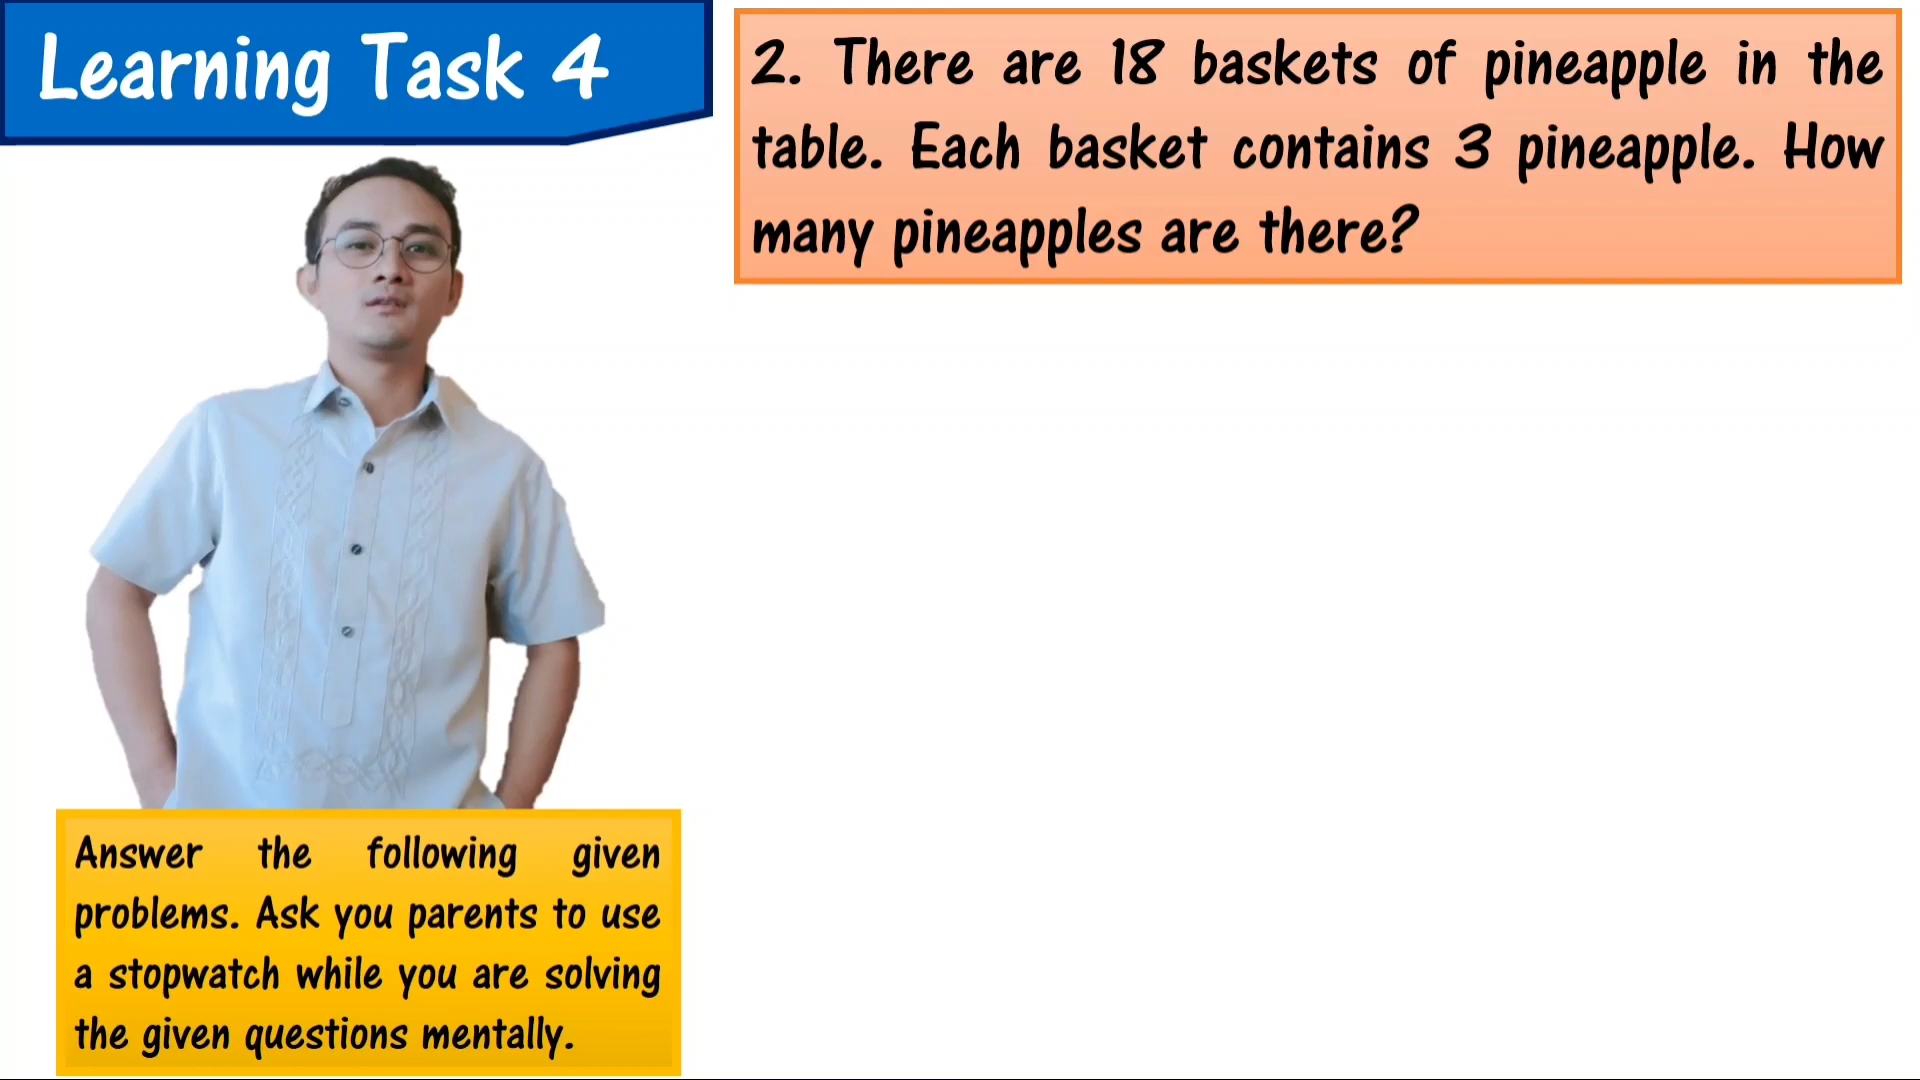 Learning Task 4
2. There are 18 baskets of pineapple in the
table. Each basket contains 3 pineapple. How
many pineapples are there?
Answer the following given
problems. Ask you parents to use
a stopwatch while you are solving
the given questions mentally.